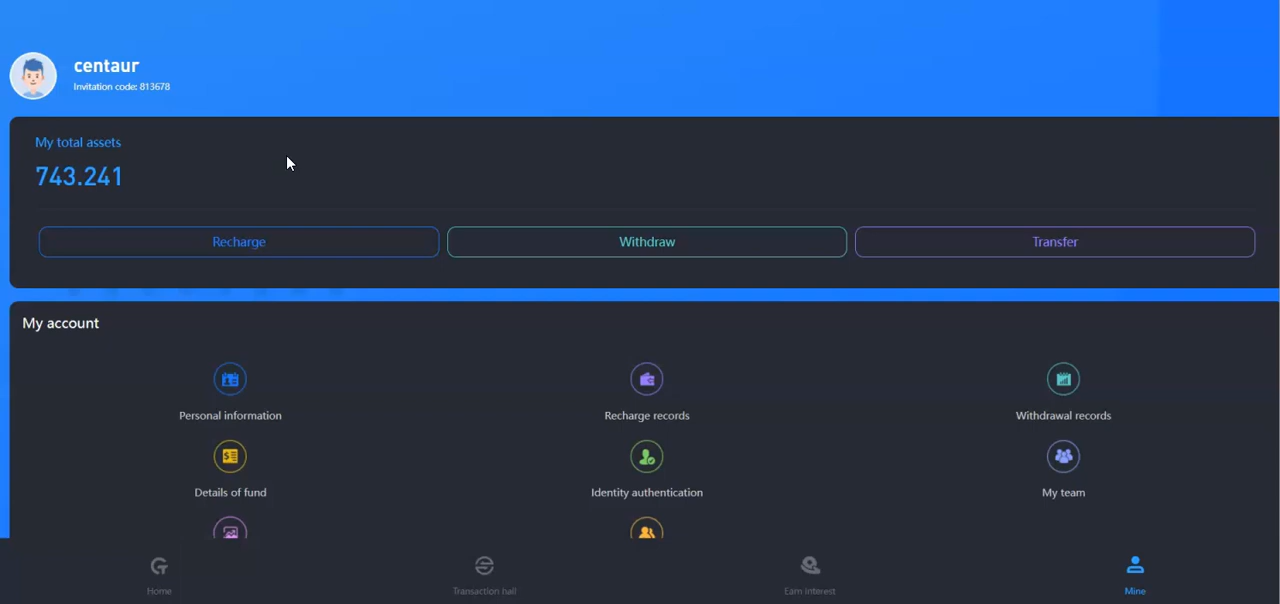 centaur
Invitation code: 813678
My total assets
743.241
Recharge
Withdraw
Transfer
My account
Personal information
Recharge records
Withdrawal records
Details of fund
Identity authentication
My team
Home
Transaction hall
Earn Interest
Mine